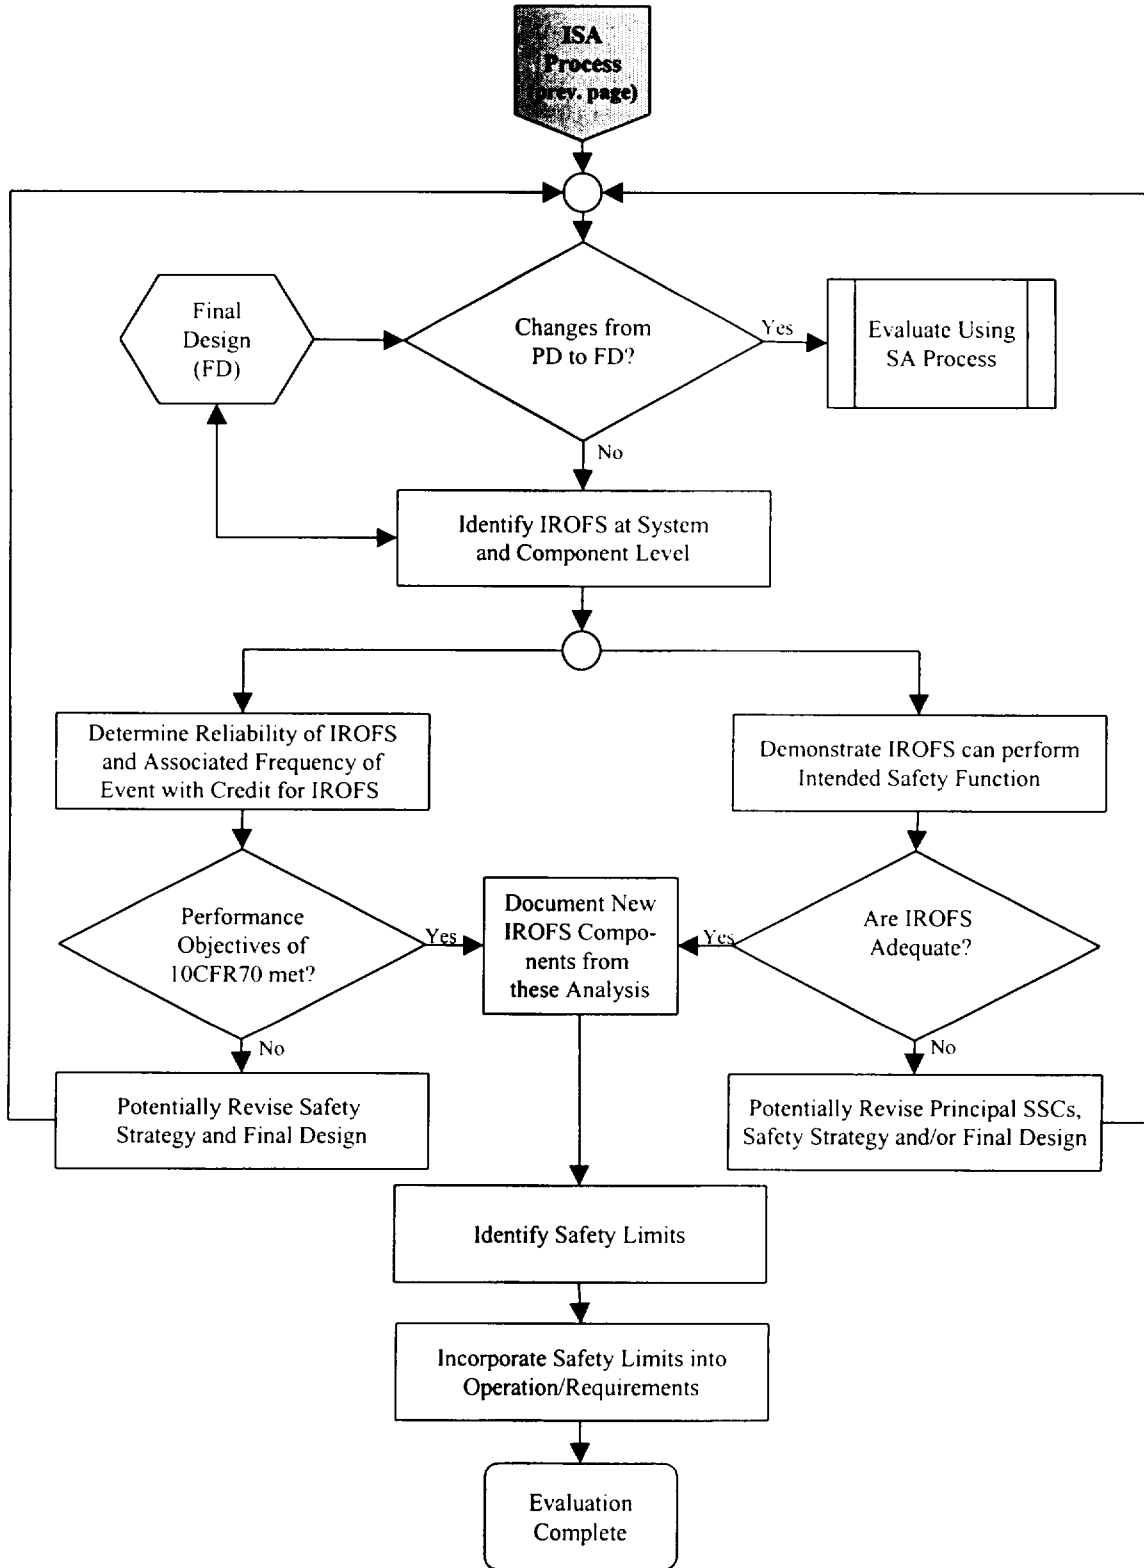 ISA
Process
(prev. page)
Final
Design
(FD)
Changes from
PD to FD?
Yes
Evaluate Using
SA Process
No
Identify IROFS at System
and Component Level
Determine Reliability of IROFS
and Associated Frequency of
Event with Credit for IROFS
Demonstrate IROFS can perform
Intended Safety Function
Performance
Objectives of
10CFR70 met?
Yes
Document New
IROFS Compo-
nents from
these Analysis
Yes
Are IROFS
Adequate?
No
No
Potentially Revise Safety
Strategy and Final Design
Potentially Revise Principal SSCs,
Safety Strategy and/or Final Design
Identify Safety Limits
Incorporate Safety Limits into
Operation/Requirements
Evaluation
Complete